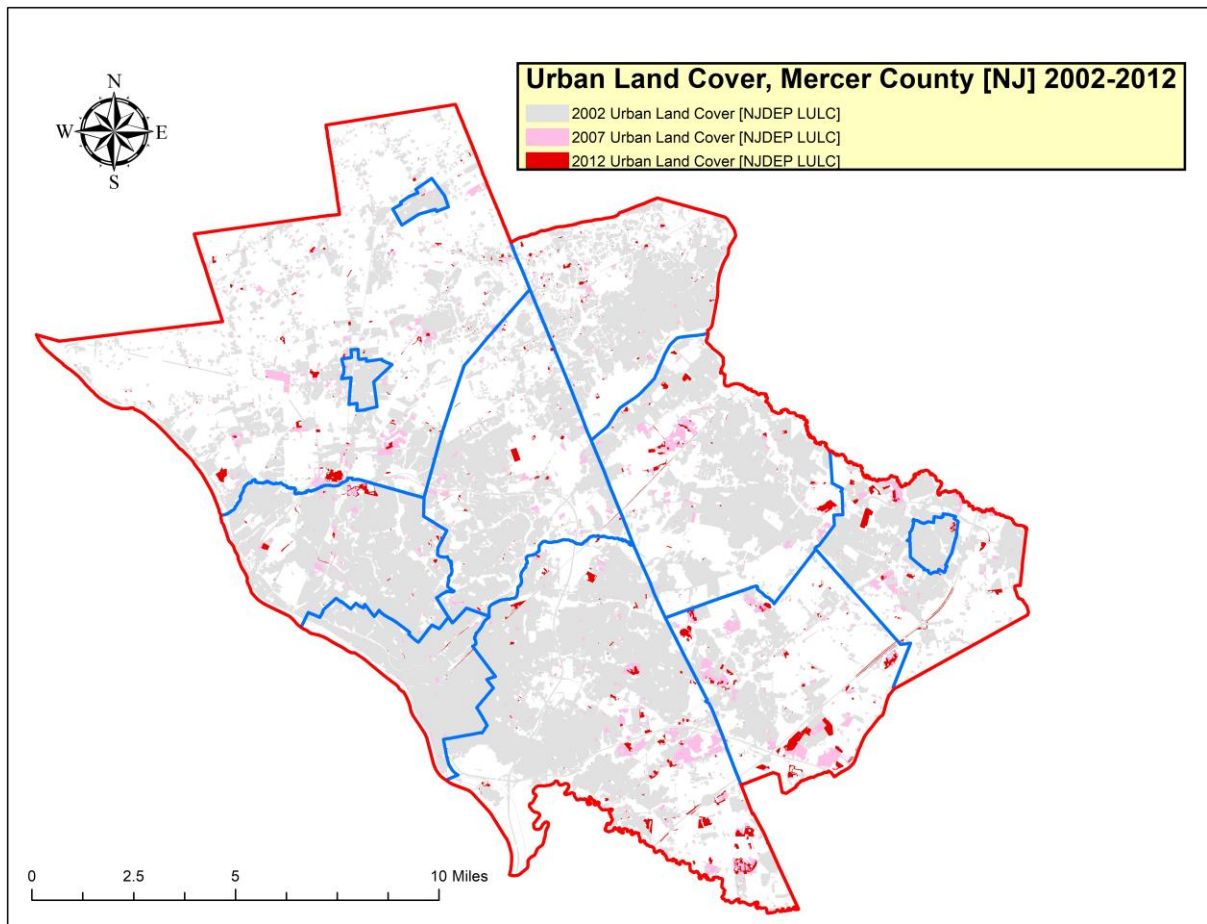 Urban Land Cover, Mercer County [NJ] 2002-2012
2002 Urban Land Cover [NJDEP LULC]
2007 Urban Land Cover [NJDEP LULC]
2012 Urban Land Cover [NJDEP LULC]
N
W E
S
0 2.5 5 10 Miles